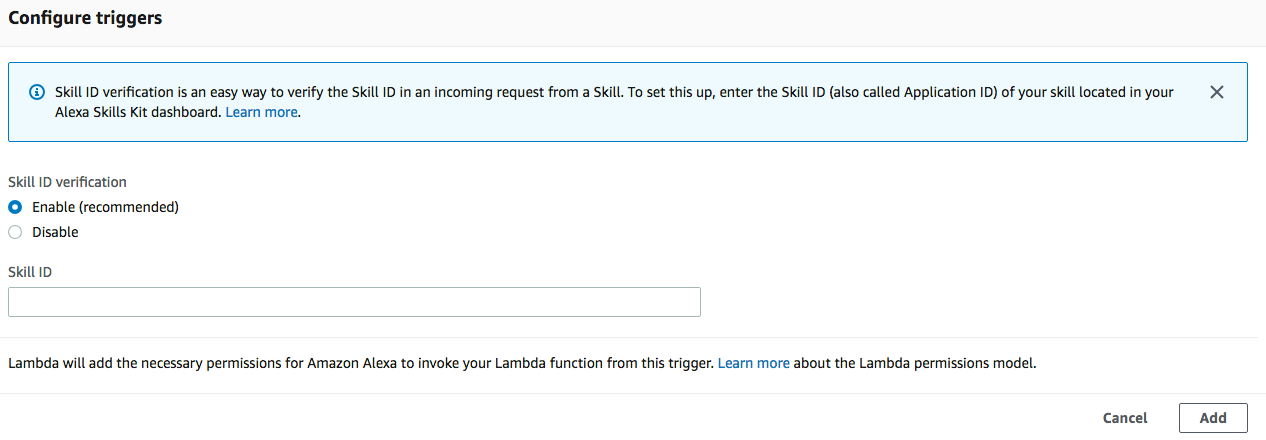 Configure triggers
Skill ID verification is an easy way to verify the Skill ID in an incoming request from a Skill. To set this up, enter the Skill ID (also called Application ID) of your skill located in your
Alexa Skills Kit dashboard. Learn more.
Skill ID verification
Enable (recommended)
Disable
Skill ID
Lambda will add the necessary permissions for Amazon Alexa to invoke your Lambda function from this trigger. Learn more about the Lambda permissions model.
Cancel Add